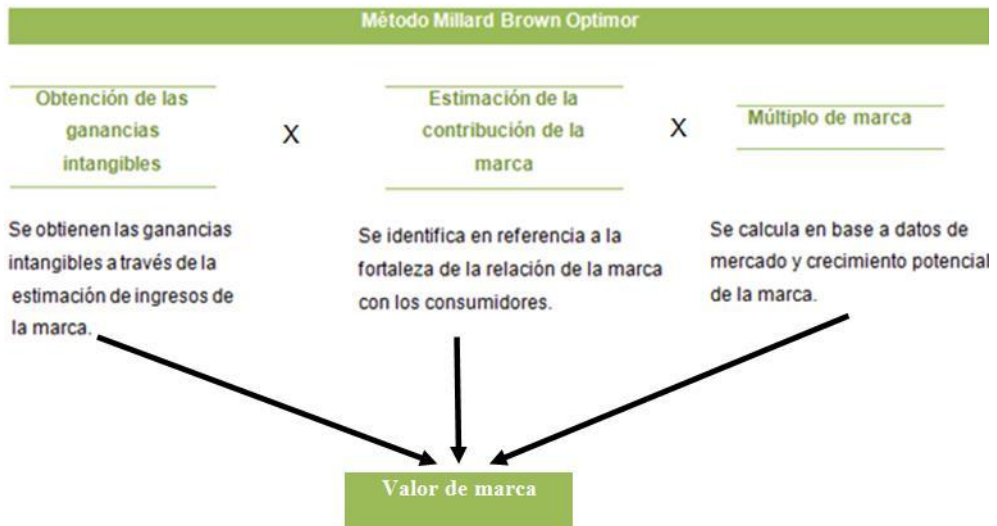 Método Millard Brown Optimor
Obtención de las
ganancias
intangibles
X
Estimación de la
contribución de la
marca
X
Múltiplo de marca
Se obtienen las ganancias
intangibles a través de la
estimación de ingresos de
la marca.
Se identifica en referencia a la
fortaleza de la relación de la marca
con los consumidores.
Se calcula en base a datos de
mercado y crecimiento potencial
de la marca.
Valor de marca